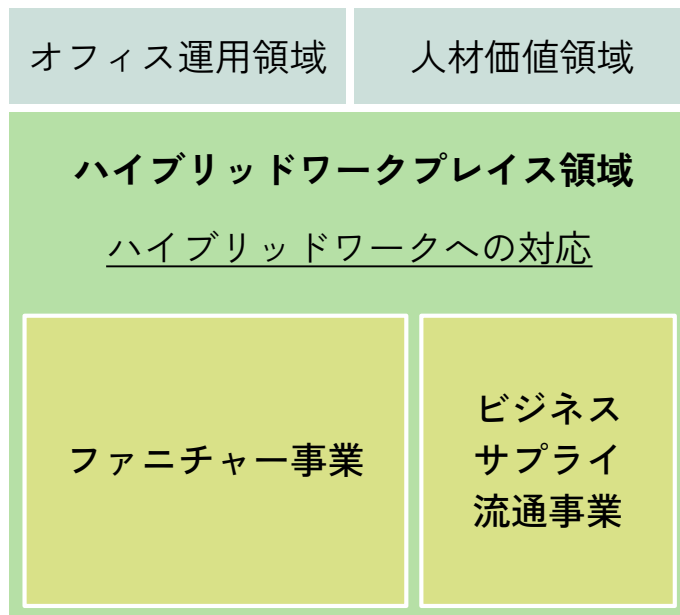 オフィス運用領域
人材価値領域
ハイブリッドワークプレイス領域
ハイブリッドワークへの対応
ファニチャー事業
ビジネス
サプライ
流通事業